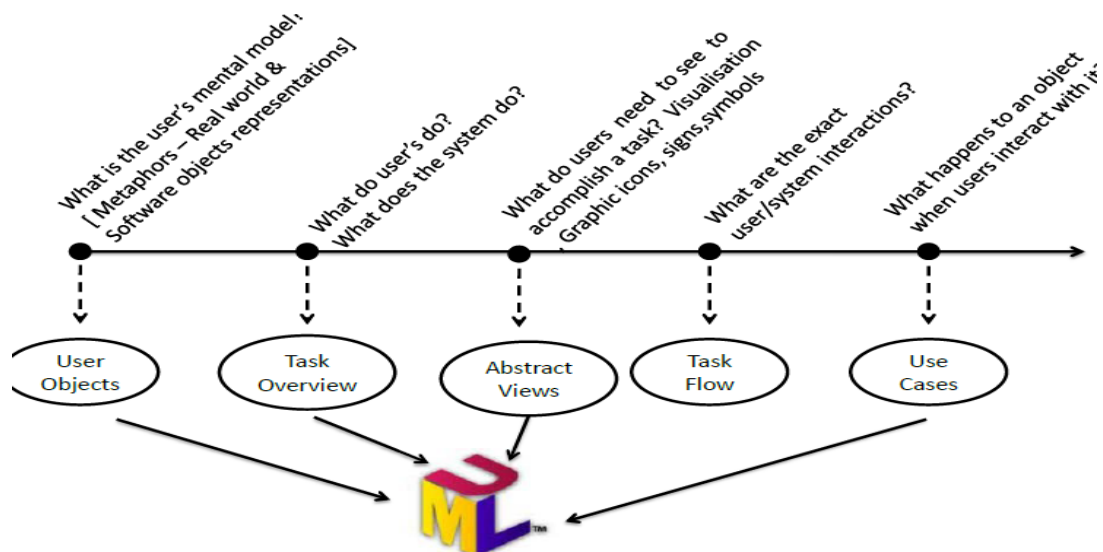 What is the user's mental model?
[ Metaphors – Real world &
Software objects representations]
What do user's do?
What does the system do?
What do users need to see to
accomplish a task? Visualisation
, Graphic icons, signs,symbols
What are the exact
user/system interactions?
What happens to an object
when users interact with it?
User
Objects
Task
Overview
Abstract
Views
Task
Flow
Use
Cases
UML™